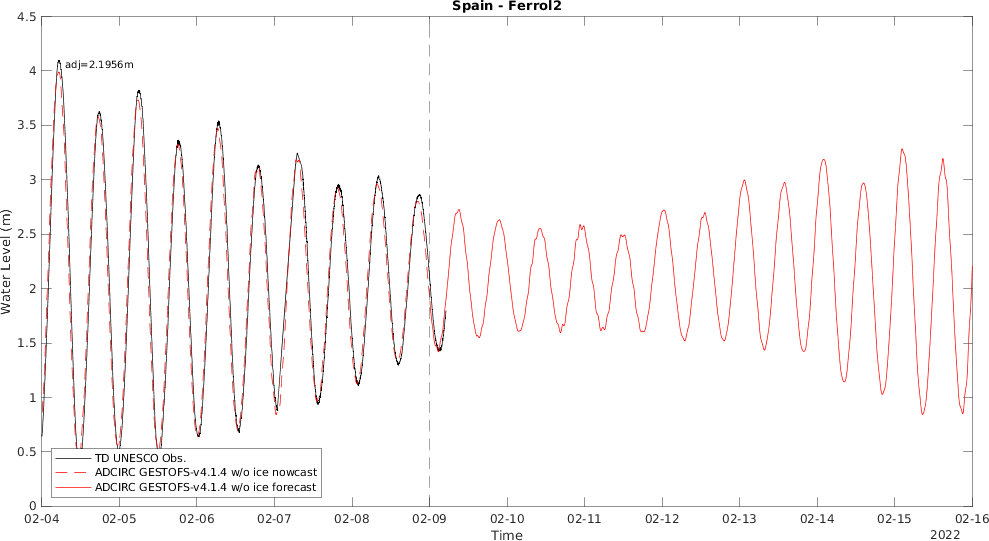 Spain - Ferrol2
4.5
4
3.5
3
2.5
2
1.5
1
0.5
0
Water Level (m)
adj=2.1956m
TD UNESCO Obs.
ADCIRC GESTOFS-v4.1.4 w/o ice nowcast
ADCIRC GESTOFS-v4.1.4 w/o ice forecast
02-04 02-05 02-06 02-07 02-08 02-09 02-10 02-11 02-12 02-13 02-14 02-15 02-16
Time
2022